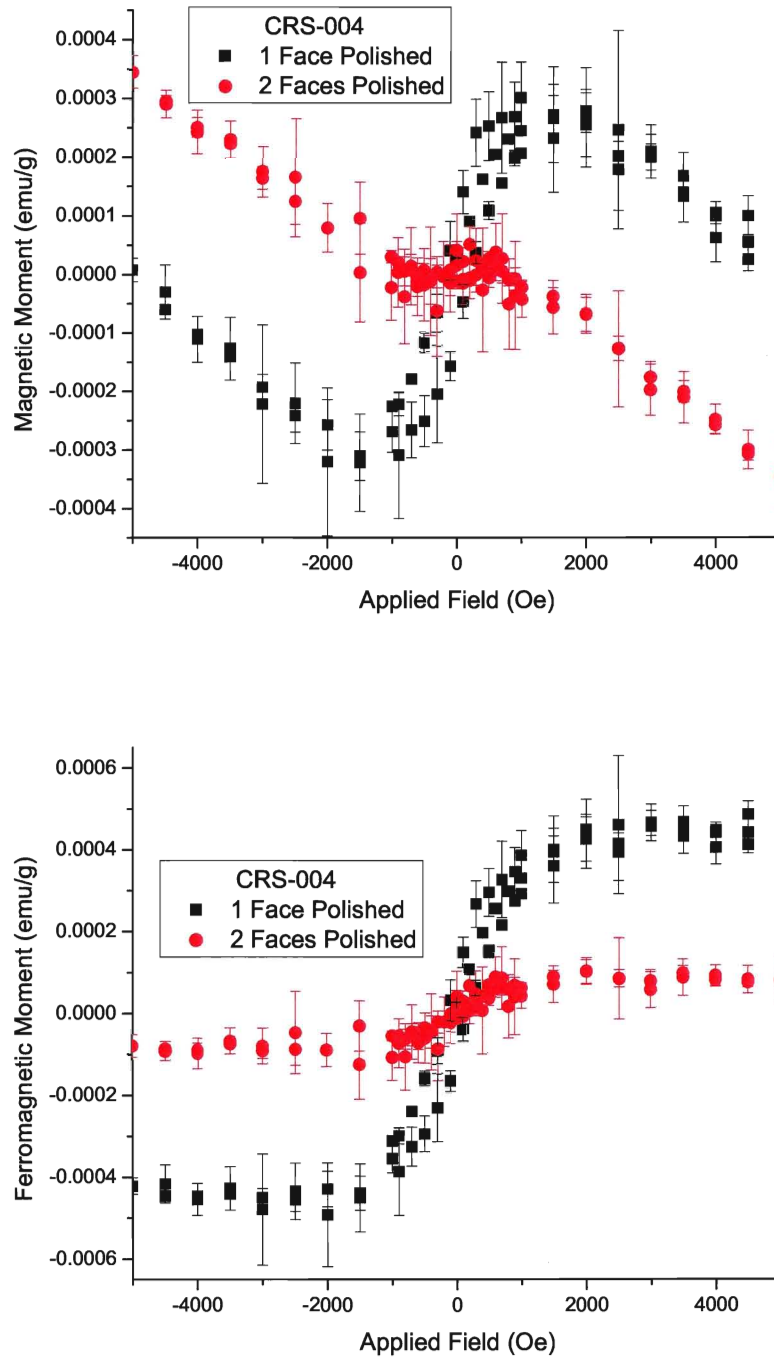 CRS-004
1 Face Polished
2 Faces Polished
0.0004
0.0003
0.0002
0.0001
0.0000
-0.0001
-0.0002
-0.0003
-0.0004
Magnetic Moment (emu/g)
-4000
-2000
0
2000
4000
Applied Field (Oe)
CRS-004
1 Face Polished
2 Faces Polished
0.0006
0.0004
0.0002
0.0000
-0.0002
-0.0004
-0.0006
Ferromagnetic Moment (emu/g)
-4000
-2000
0
2000
4000
Applied Field (Oe)